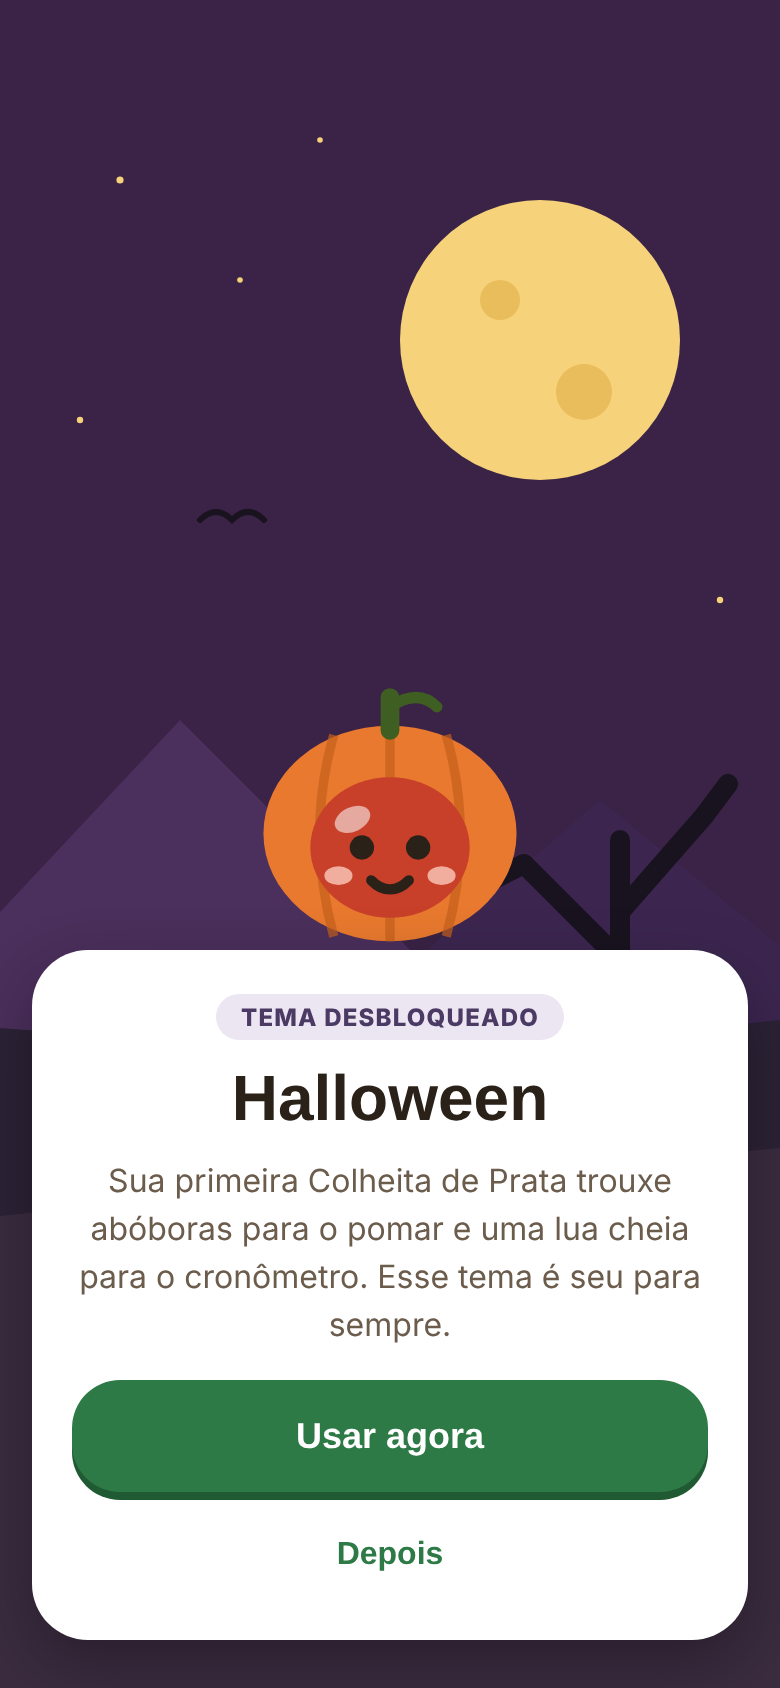 TEMA DESBLOQUEADO
Halloween
Sua primeira Colheita de Prata trouxe
abóboras para o pomar e uma lua cheia
para o cronômetro. Esse tema é seu para
sempre.
Usar agora
Depois